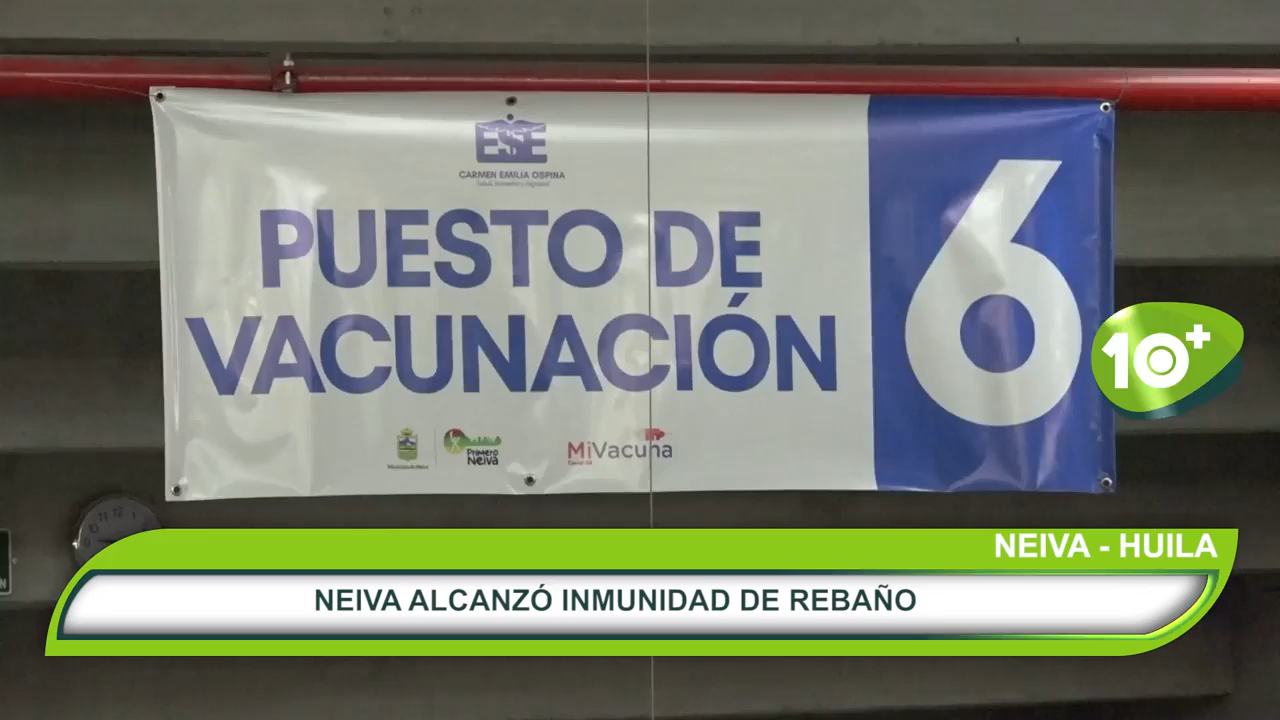 ESE
CARMEN EMILIA OSPINA
PUESTO DE
VACUNACIÓN
6
Primero
Neiva
MiVacuna
10+
NEIVA - HUILA
NEIVA ALCANZÓ INMUNIDAD DE REBAÑO